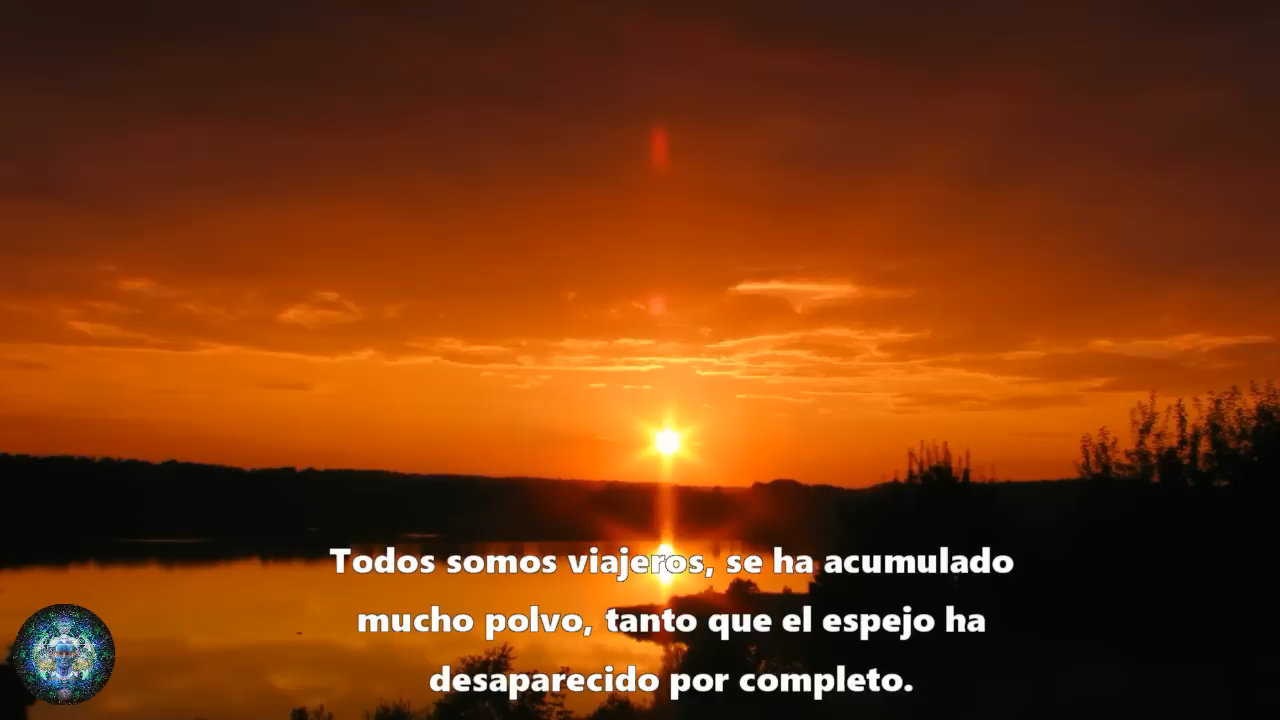 Todos somos viajeros, se ha acumulado
mucho polvo, tanto que el espejo ha
desaparecido por completo.